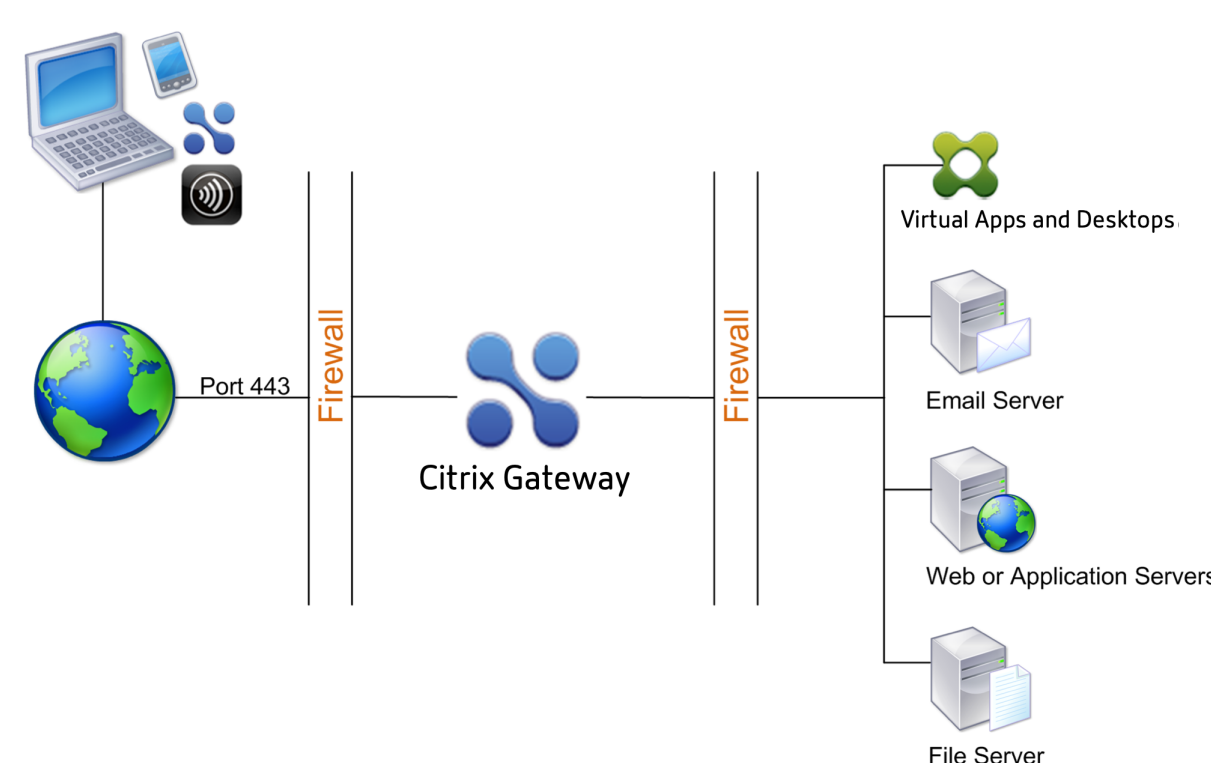 Virtual Apps and Desktops
Port 443
Firewall
Firewall
Email Server
Citrix Gateway
Web or Application Servers
File Server